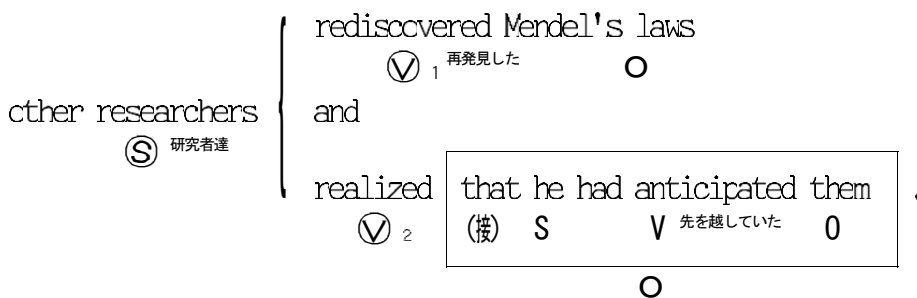 rediscovered Mendel's laws
Ⓥ 1 再発見した O
other researchers { and
Ⓢ 研究者達
realized that he had anticipated them .
Ⓥ 2 (接) S V 先を越していた O
O